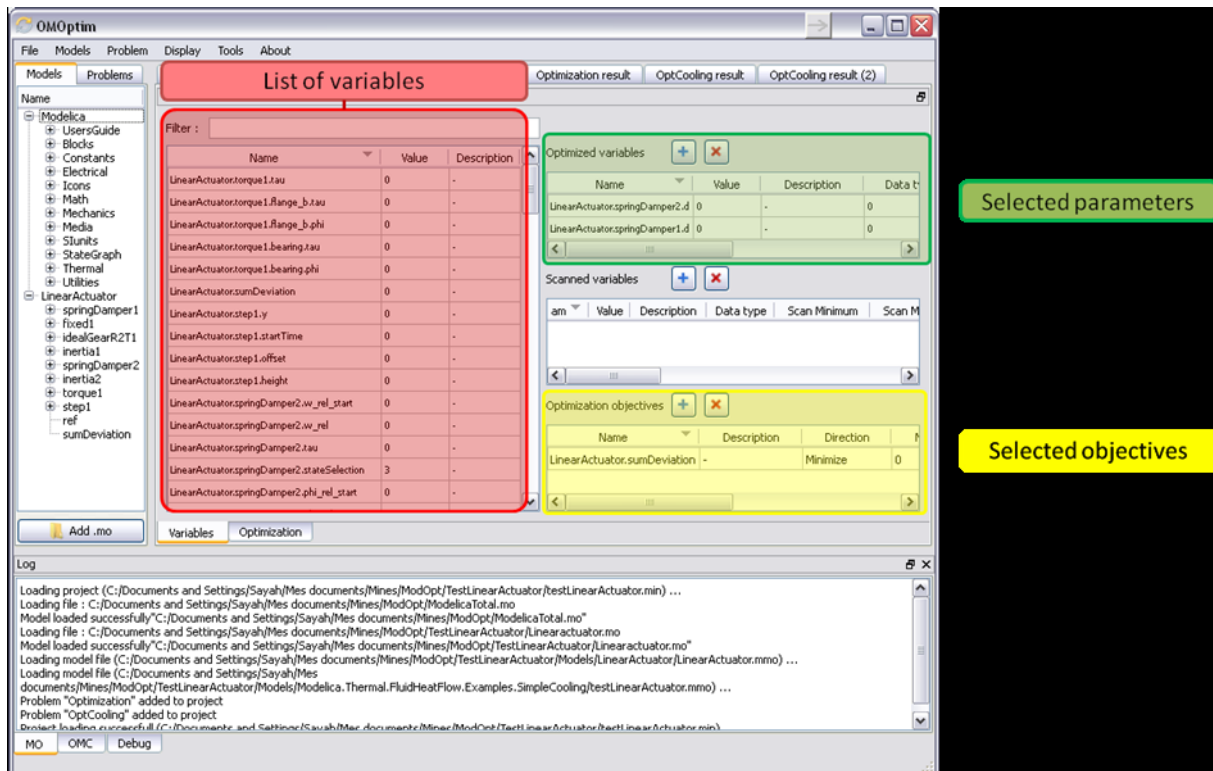 OMOptim
File Models Problem Display Tools About
Models Problems
List of variables
Optimization result OptCooling result OptCooling result (2)
Name
Modelica
UsersGuide
Blocks
Constants
Electrical
Icons
Math
Mechanics
Media
SIunits
StateGraph
Thermal
Utilities
LinearActuator
springDamper1
fixed1
idealGearR2T1
inertia1
springDamper2
inertia2
torque1
step1
ref
sumDeviation
Add .mo
Filter :
Name Value Description
LinearActuator.torque1.tau 0 -
LinearActuator.torque1.flange_b.tau 0 -
LinearActuator.torque1.flange_b.phi 0 -
LinearActuator.torque1.bearing.tau 0 -
LinearActuator.torque1.bearing.phi 0 -
LinearActuator.sumDeviation 0 -
LinearActuator.step1.y 0 -
LinearActuator.step1.startTime 0 -
LinearActuator.step1.offset 0 -
LinearActuator.step1.height 0 -
LinearActuator.springDamper2.w_rel_start 0 -
LinearActuator.springDamper2.w_rel 0 -
LinearActuator.springDamper2.tau 0 -
LinearActuator.springDamper2.stateSelection 3 -
LinearActuator.springDamper2.phi_rel_start 0 -
Variables Optimization
Optimized variables
Name Value Description Data t
LinearActuator.springDamper2.d 0 - 0
LinearActuator.springDamper1.d 0 - 0
Selected parameters
Scanned variables
am Value Description Data type Scan Minimum Scan M
Optimization objectives
Name Description Direction
LinearActuator.sumDeviation - Minimize 0
Selected objectives
Log
Loading project (C:/Documents and Settings/Sayah/Mes documents/Mines/ModOpt/TestLinearActuator/testLinearActuator.min) ...
Loading file : C:/Documents and Settings/Sayah/Mes documents/Mines/ModOpt/ModelicaTotal.mo
Model loaded successfully"C:/Documents and Settings/Sayah/Mes documents/Mines/ModOpt/ModelicaTotal.mo"
Loading file : C:/Documents and Settings/Sayah/Mes documents/Mines/ModOpt/TestLinearActuator/Linearactuator.mo
Model loaded successfully"C:/Documents and Settings/Sayah/Mes documents/Mines/ModOpt/TestLinearActuator/Linearactuator.mo"
Loading model file (C:/Documents and Settings/Sayah/Mes documents/Mines/ModOpt/TestLinearActuator/Models/LinearActuator/LinearActuator.mmo) ...
Loading model file (C:/Documents and Settings/Sayah/Mes
documents/Mines/ModOpt/TestLinearActuator/Models/Modelica.Thermal.FluidHeatFlow.Examples.SimpleCooling/testLinearActuator.mmo) ...
Problem "Optimization" added to project
Problem "OptCooling" added to project
Project loading successfull (C:/Documents and Settings/Sayah/Mes documents/Mines/ModOpt/TestLinearActuator/testLinearActuator.min)
MO OMC Debug